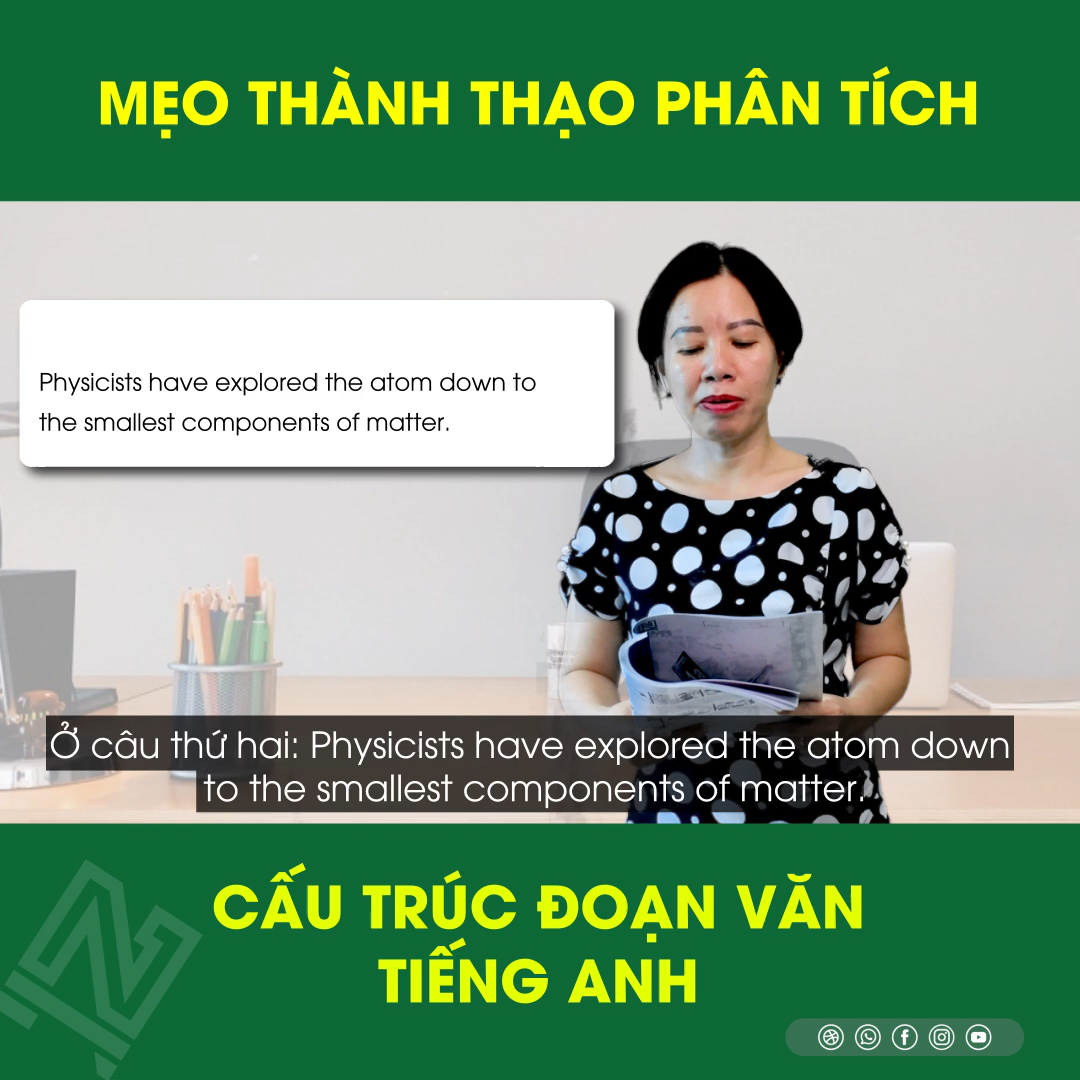 MẸO THÀNH THẠO PHÂN TÍCH
Physicists have explored the atom down to
the smallest components of matter.
Ở câu thứ hai: Physicists have explored the atom down
to the smallest components of matter.
CẤU TRÚC ĐOẠN VĂN
TIẾNG ANH